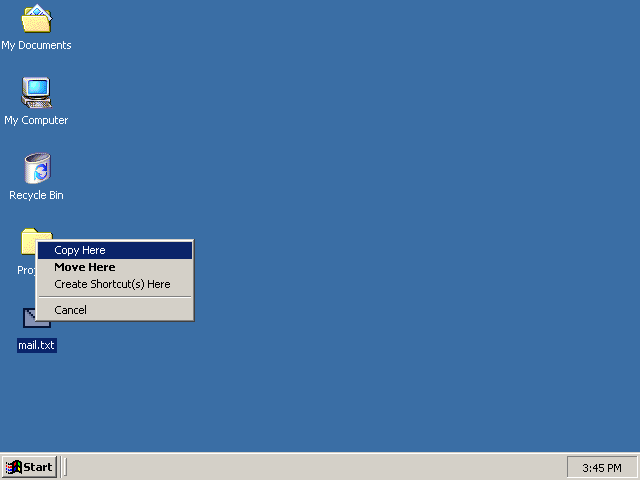 My Documents
My Computer
Recycle Bin
Copy Here
Move Here
Create Shortcut(s) Here
Cancel
mail.txt
Start
3:45 PM